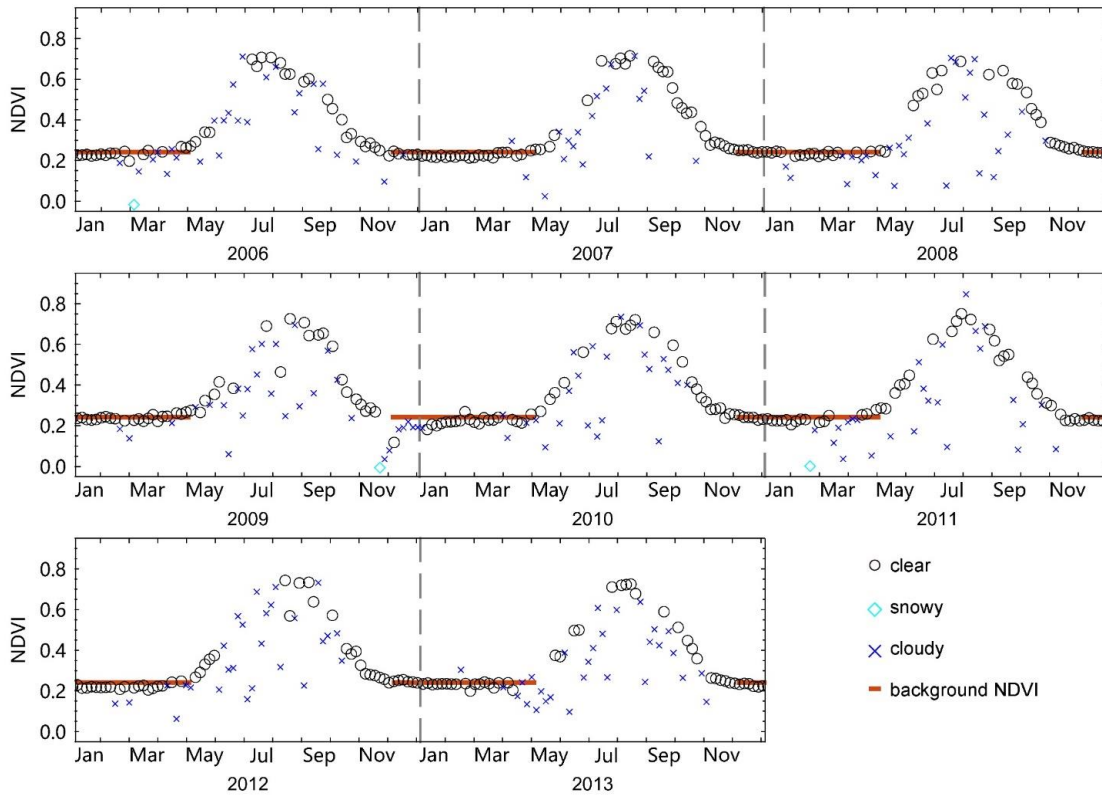 NDVI
0.8
0.6
0.4
0.2
0.0
Jan Mar May Jul Sep Nov Jan Mar May Jul Sep Nov Jan Mar May Jul Sep Nov
2006 2007 2008
NDVI
0.8
0.6
0.4
0.2
0.0
Jan Mar May Jul Sep Nov Jan Mar May Jul Sep Nov Jan Mar May Jul Sep Nov
2009 2010 2011
NDVI
0.8
0.6
0.4
0.2
0.0
Jan Mar May Jul Sep Nov Jan Mar May Jul Sep Nov
2012 2013
clear
snowy
cloudy
background NDVI